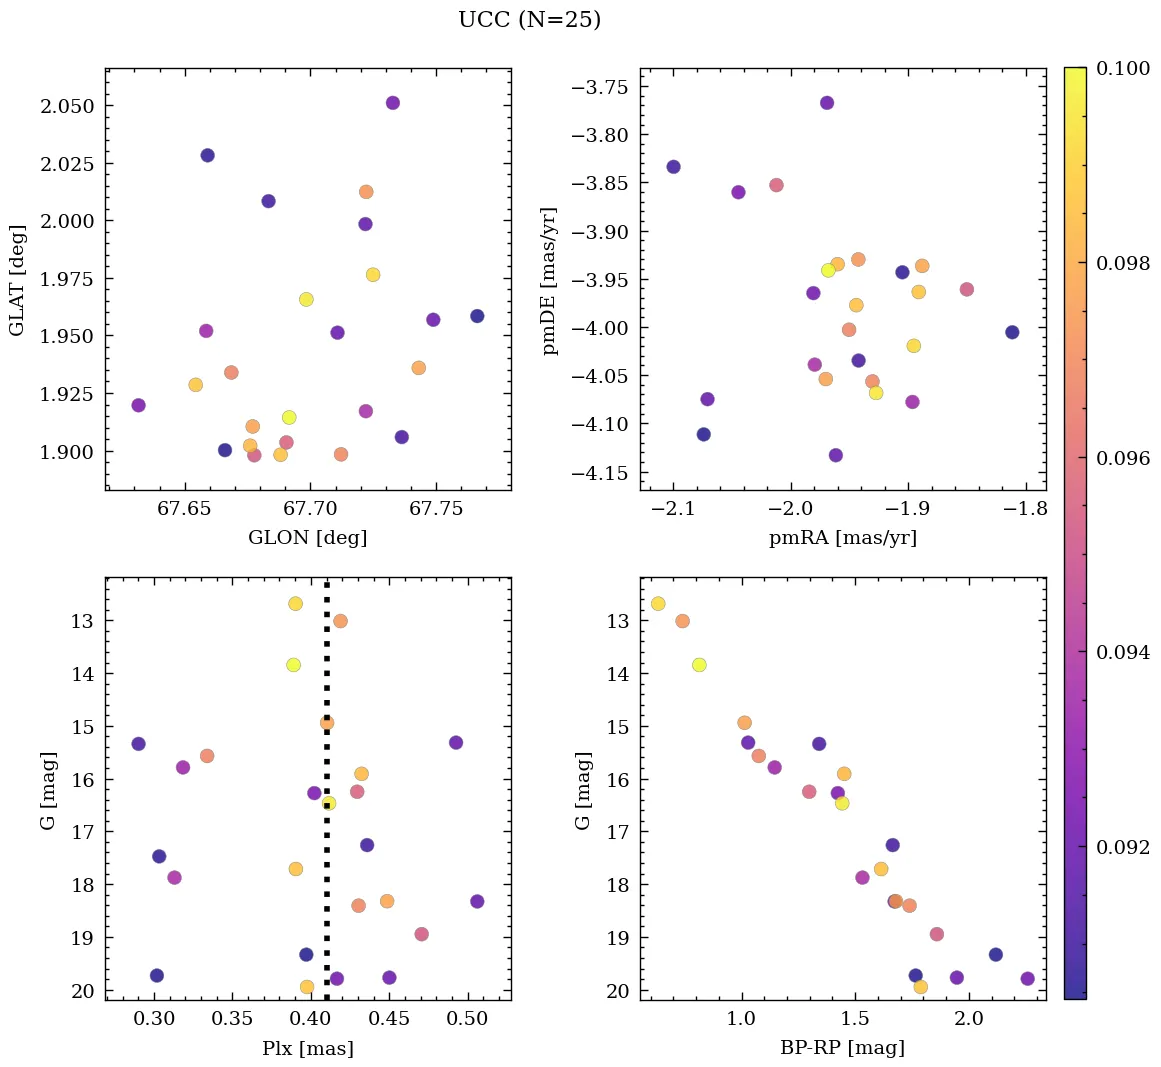 UCC (N=25)
2.050
2.025
2.000
1.975
1.950
1.925
1.900
GLAT [deg]
67.65 67.70 67.75
GLON [deg]
−3.75
−3.80
−3.85
−3.90
−3.95
−4.00
−4.05
−4.10
−4.15
pmDE [mas/yr]
−2.1 −2.0 −1.9 −1.8
pmRA [mas/yr]
13
14
15
16
17
18
19
20
G [mag]
0.30 0.35 0.40 0.45 0.50
Plx [mas]
13
14
15
16
17
18
19
20
G [mag]
1.0 1.5 2.0
BP-RP [mag]
0.100
0.098
0.096
0.094
0.092